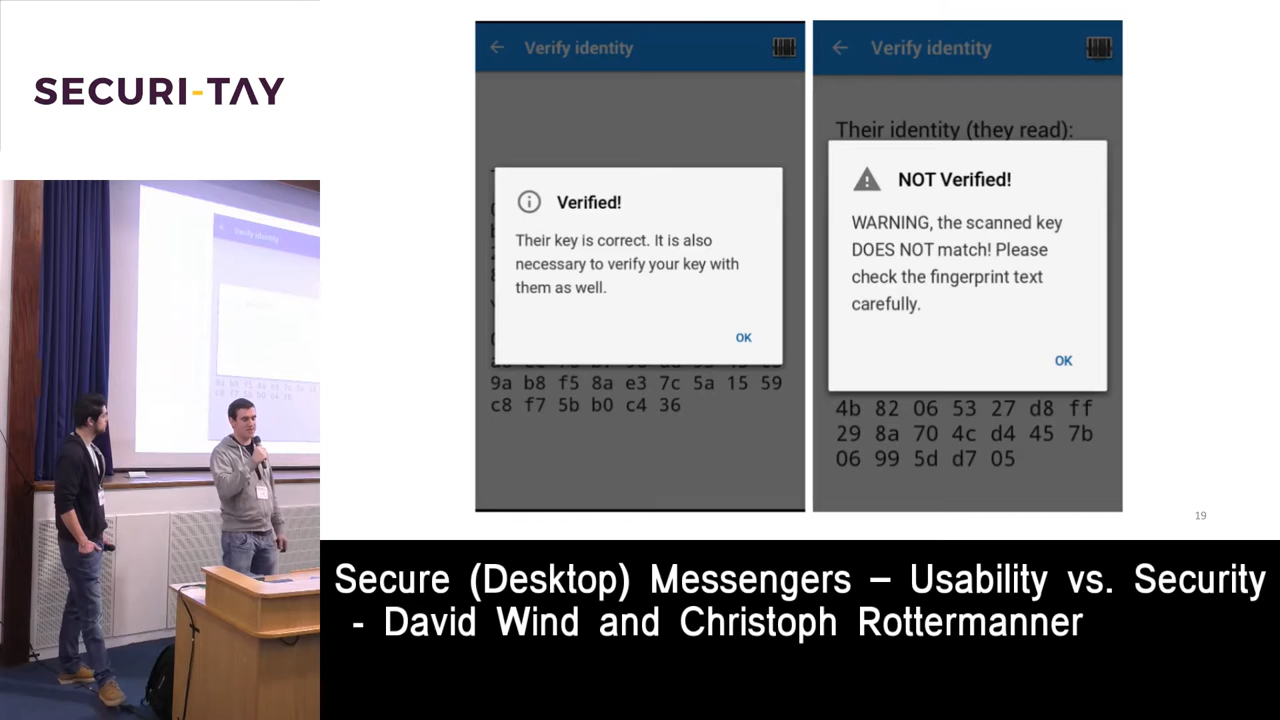 SECURI-TAY
Verify identity
Verified!
Their key is correct. It is also
necessary to verify your key with
them as well.
OK
9a b8 f5 8a e3 7c 5a 15 59
c8 f7 5b b0 c4 36
Verify identity
Their identity (they read):
NOT Verified!
WARNING, the scanned key
DOES NOT match! Please
check the fingerprint text
carefully.
OK
4b 82 06 53 27 d8 ff
29 8a 70 4c d4 45 7b
06 99 5d d7 05
19
Verify identity
Secure (Desktop) Messengers – Usability vs. Security
- David Wind and Christoph Rottermanner